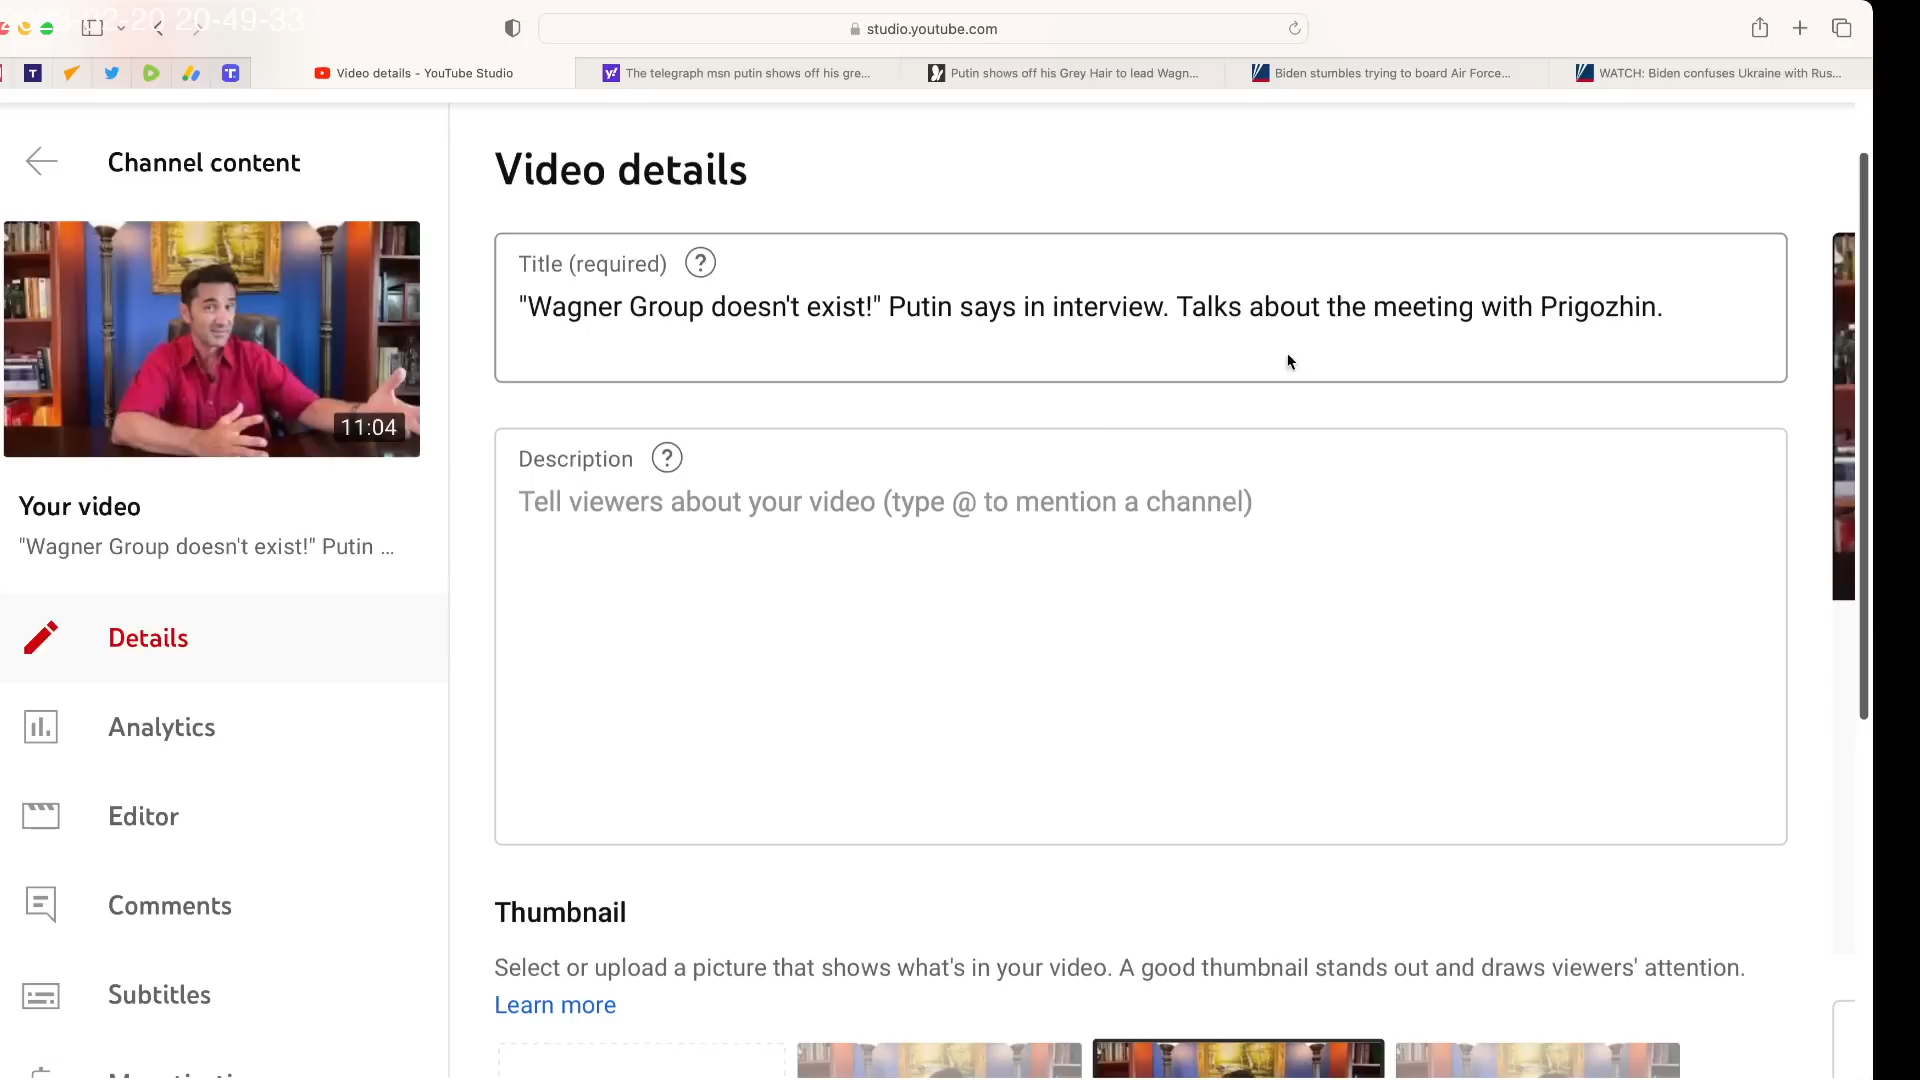 20-49-33
studio.youtube.com
Video details - YouTube Studio
The telegraph msn putin shows off his gre...
Putin shows off his Grey Hair to lead Wagn...
Biden stumbles trying to board Air Force...
WATCH: Biden confuses Ukraine with Rus...
Channel content
11:04
Your video
"Wagner Group doesn't exist!" Putin ...
Details
Analytics
Editor
Comments
Subtitles
Video details
Title (required)
"Wagner Group doesn't exist!" Putin says in interview. Talks about the meeting with Prigozhin.
Description
Tell viewers about your video (type @ to mention a channel)
Thumbnail
Select or upload a picture that shows what's in your video. A good thumbnail stands out and draws viewers' attention.
Learn more